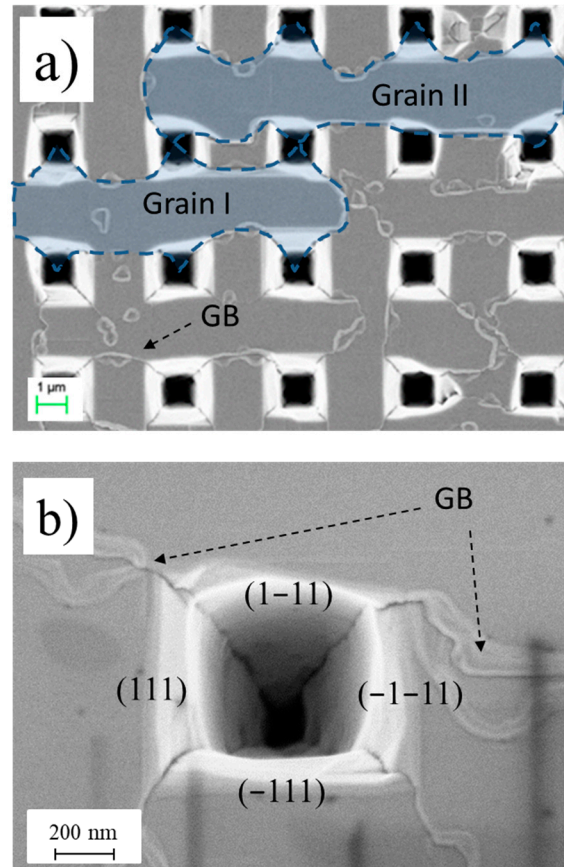 a)
Grain II
Grain I
GB
1 µm
b)
GB
(1-11)
(111)
(-1-11)
(-111)
200 nm